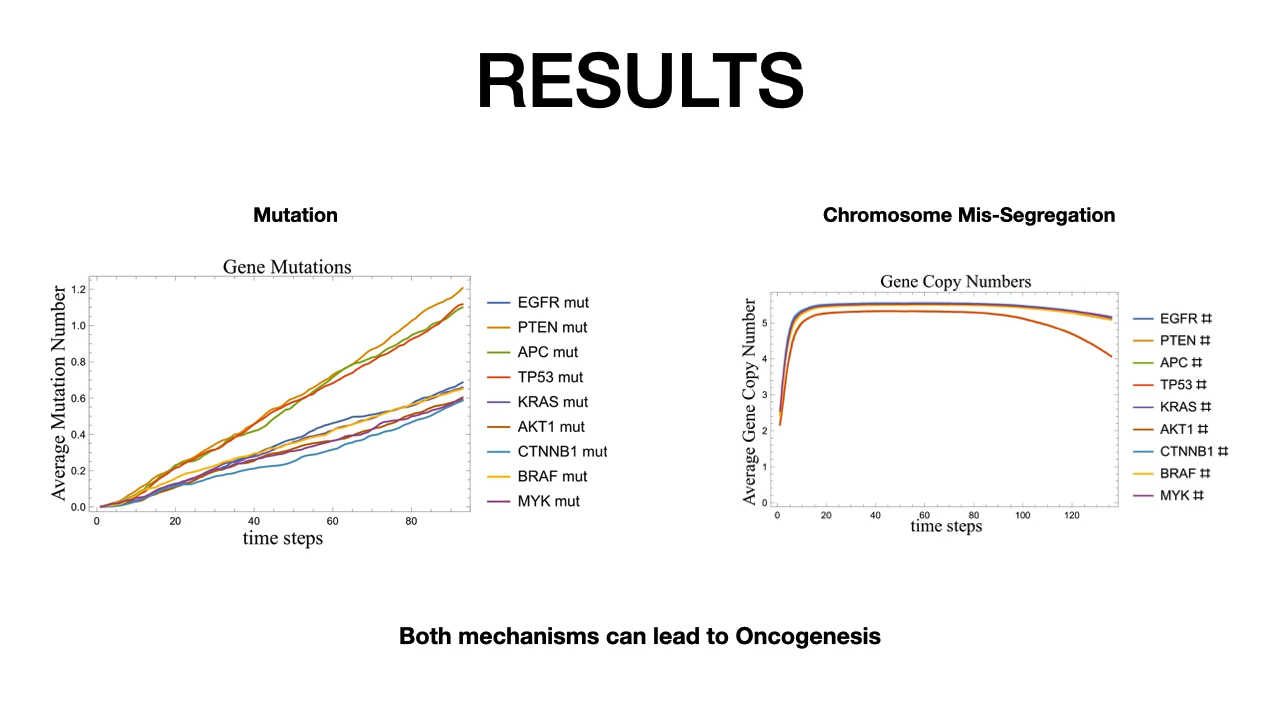 RESULTS
Mutation
Gene Mutations
Average Mutation Number
1.2
1.0
0.8
0.6
0.4
0.2
0.0
0 20 40 60 80
time steps
EGFR mut
PTEN mut
APC mut
TP53 mut
KRAS mut
AKT1 mut
CTNNB1 mut
BRAF mut
MYK mut
Chromosome Mis-Segregation
Gene Copy Numbers
Average Gene Copy Number
5
4
3
2
1
0
0 20 40 60 80 100 120
time steps
EGFR #
PTEN #
APC #
TP53 #
KRAS #
AKT1 #
CTNNB1 #
BRAF #
MYK #
Both mechanisms can lead to Oncogenesis